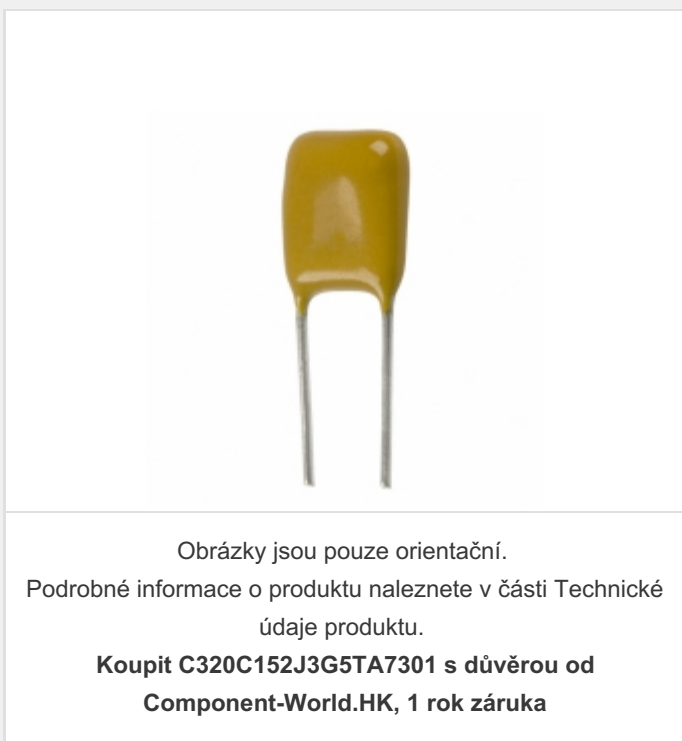 Obrázky jsou pouze orientační.
Podrobné informace o produktu naleznete v části Technické
údaje produktu.
Koupit C320C152J3G5TA7301 s důvěrou od
Component-World.HK, 1 rok záruka